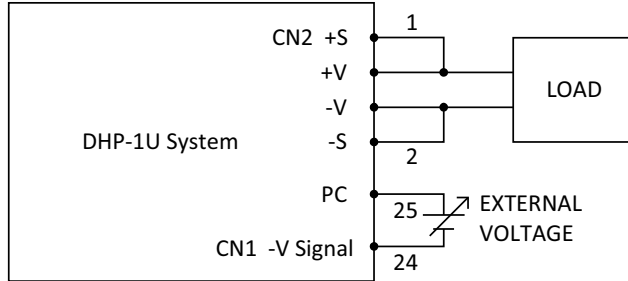 CN2 +S
1
+V
-V
LOAD
DHP-1U System
-S
2
PC
25
EXTERNAL
VOLTAGE
CN1 -V Signal
24